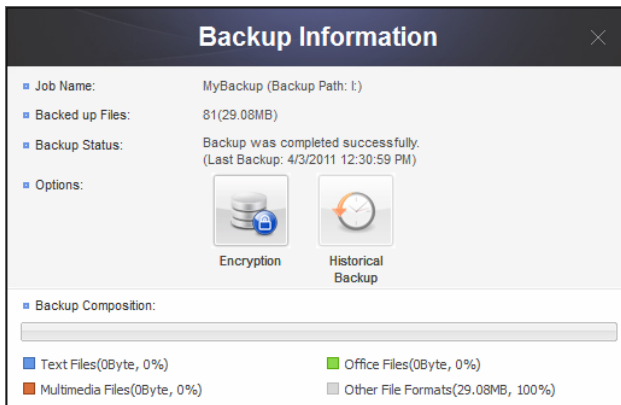 Backup Information
Job Name: MyBackup (Backup Path: I:)
Backed up Files: 81(29.08MB)
Backup Status: Backup was completed successfully.
(Last Backup: 4/3/2011 12:30:59 PM)
Options:
Encryption Historical
Backup
Backup Composition:
Text Files(0Byte, 0%) Office Files(0Byte, 0%)
Multimedia Files(0Byte, 0%) Other File Formats(29.08MB, 100%)